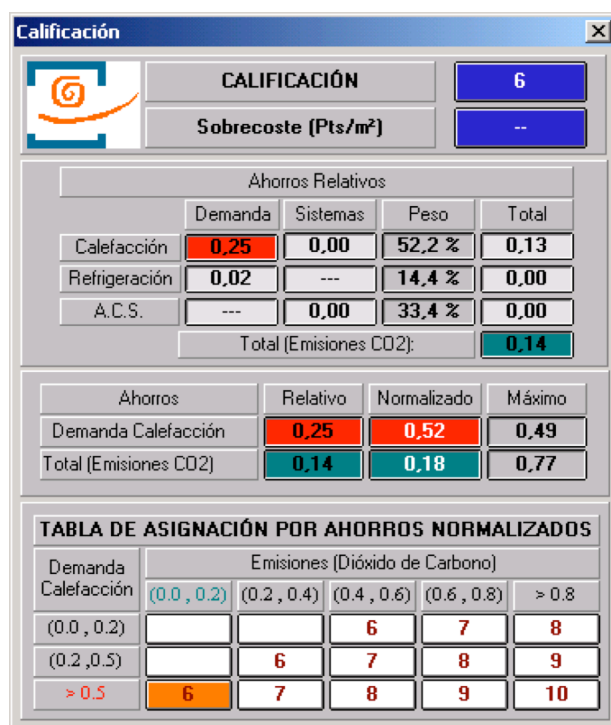 Calificación
CALIFICACIÓN 6
Sobrecoste (Pts/m²) --
Ahorros Relativos
Demanda Sistemas Peso Total
Calefacción 0,25 0,00 52,2 % 0,13
Refrigeración 0,02 --- 14,4 % 0,00
A.C.S. --- 0,00 33,4 % 0,00
Total (Emisiones CO2): 0,14
Ahorros Relativo Normalizado Máximo
Demanda Calefacción 0,25 0,52 0,49
Total (Emisiones CO2) 0,14 0,18 0,77
TABLA DE ASIGNACIÓN POR AHORROS NORMALIZADOS
Demanda Calefacción Emisiones (Dióxido de Carbono)
(0.0 , 0.2) (0.2 , 0.4) (0.4 , 0.6) (0.6 , 0.8) > 0.8
(0.0 , 0.2) 6 7 8
(0.2 ,0.5) 6 7 8 9
> 0.5 6 7 8 9 10